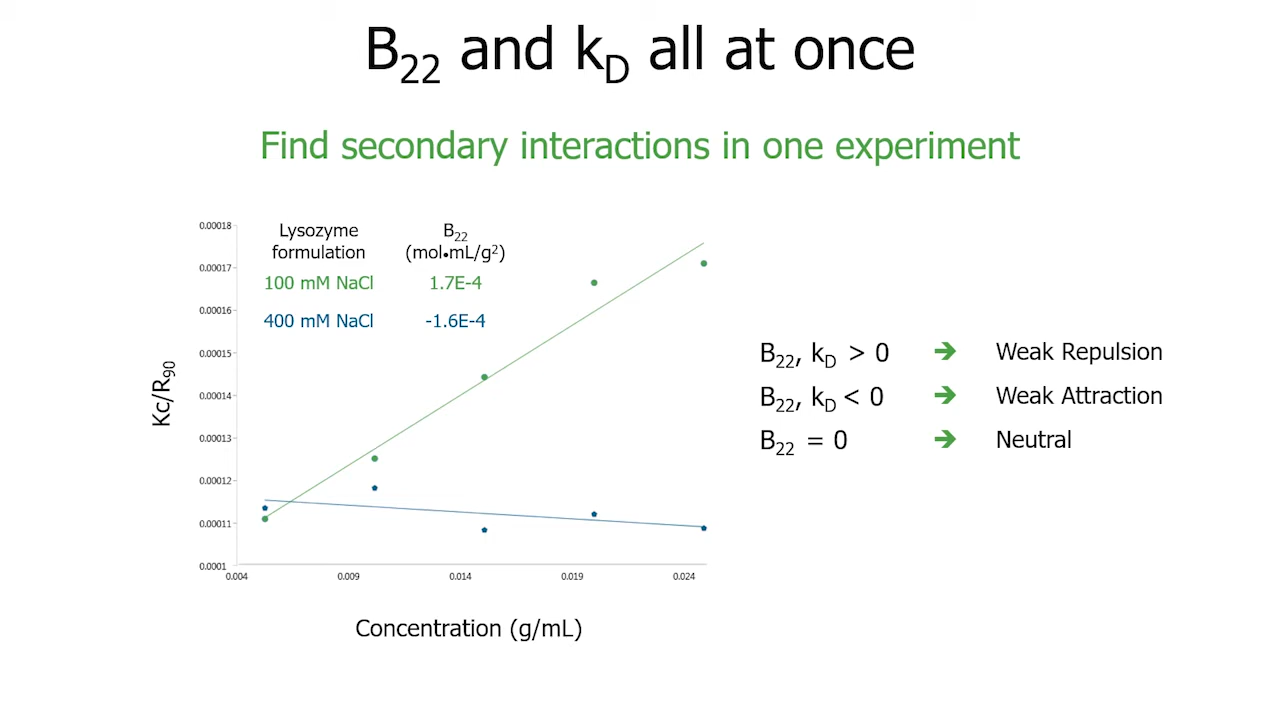 B22 and kD all at once
Find secondary interactions in one experiment
Lysozyme formulation B22 (mol•mL/g2)
100 mM NaCl 1.7E-4
400 mM NaCl -1.6E-4
0.00018
0.00017
0.00016
0.00015
0.00014
0.00013
0.00012
0.00011
0.0001
Kc/R90
0.004 0.009 0.014 0.019 0.024
Concentration (g/mL)
B22, kD > 0 ➔ Weak Repulsion
B22, kD < 0 ➔ Weak Attraction
B22 = 0 ➔ Neutral